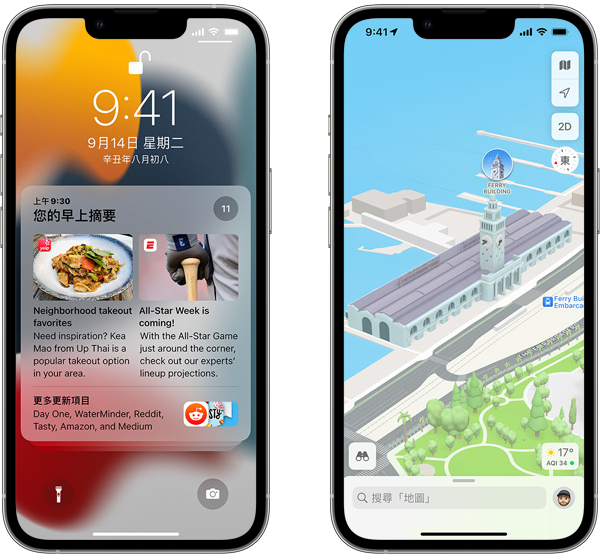 9:41
9月14日 星期二
辛丑年八月初八
上午 9:30
您的早上摘要
11
yelp
Neighborhood takeout
favorites
Need inspiration? Kea
Mao from Up Thai is a
popular takeout option
in your area.
All-Star Week is
coming!
With the All-Star Game
just around the corner,
check out our experts'
lineup projections.
更多更新項目
Day One, WaterMinder, Reddit,
Tasty, Amazon, and Medium
9:41
2D
東
FERRY
BUILDING
Ferry Bui
Embarcad
17°
AQI 34
搜尋「地圖」